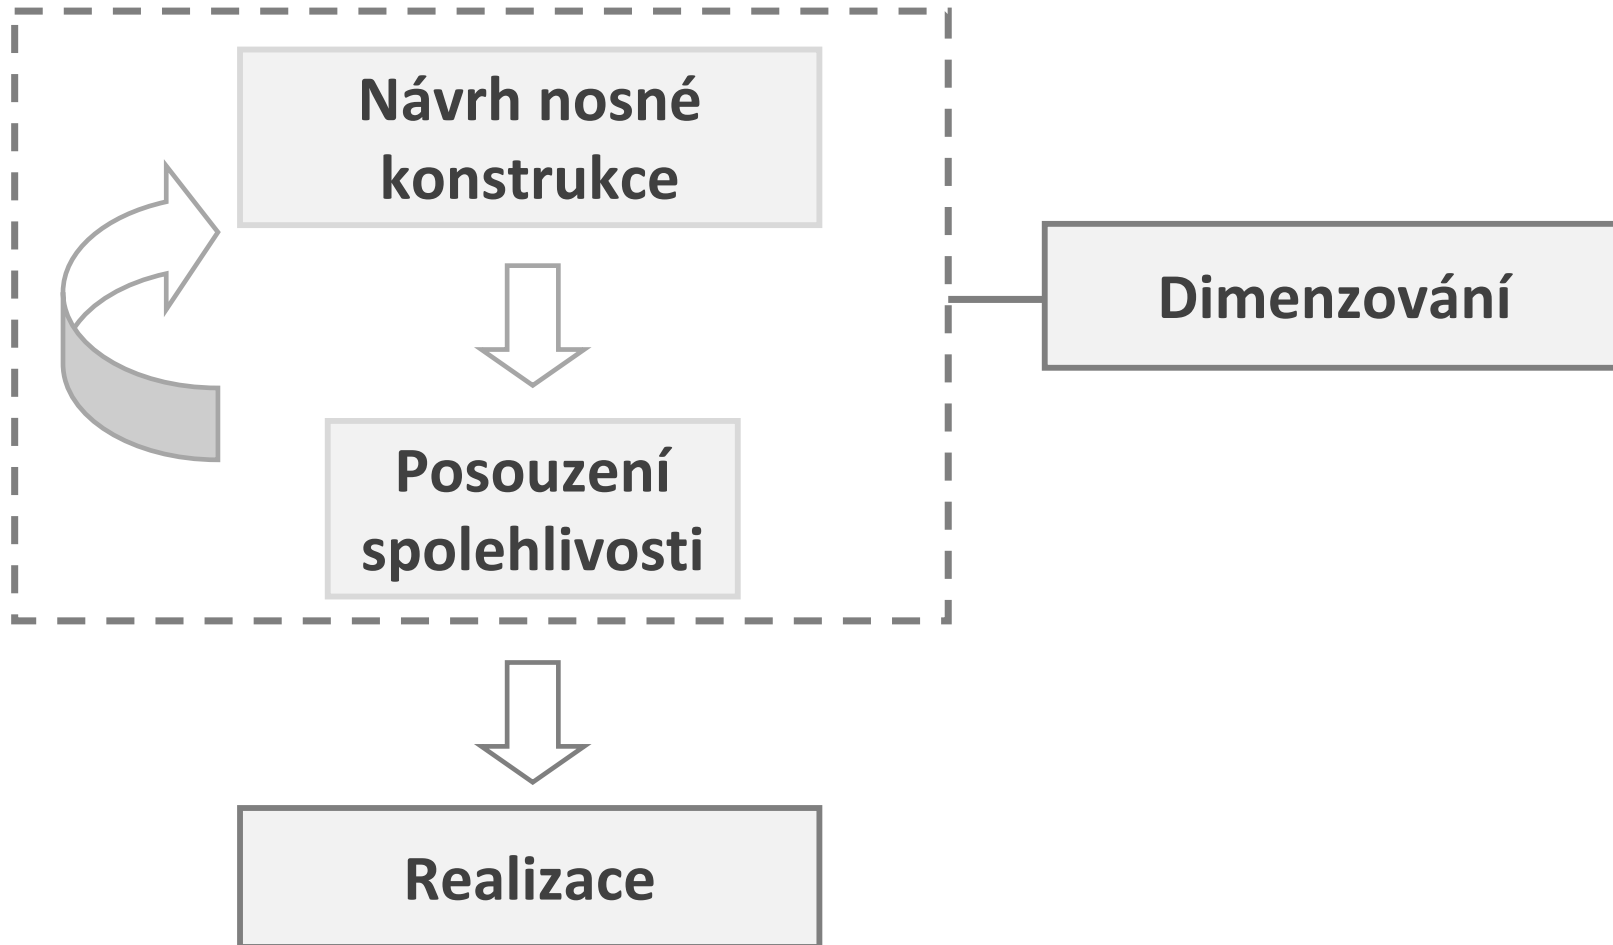 Návrh nosné
konstrukce
Dimenzování
Posouzení
spolehlivosti
Realizace